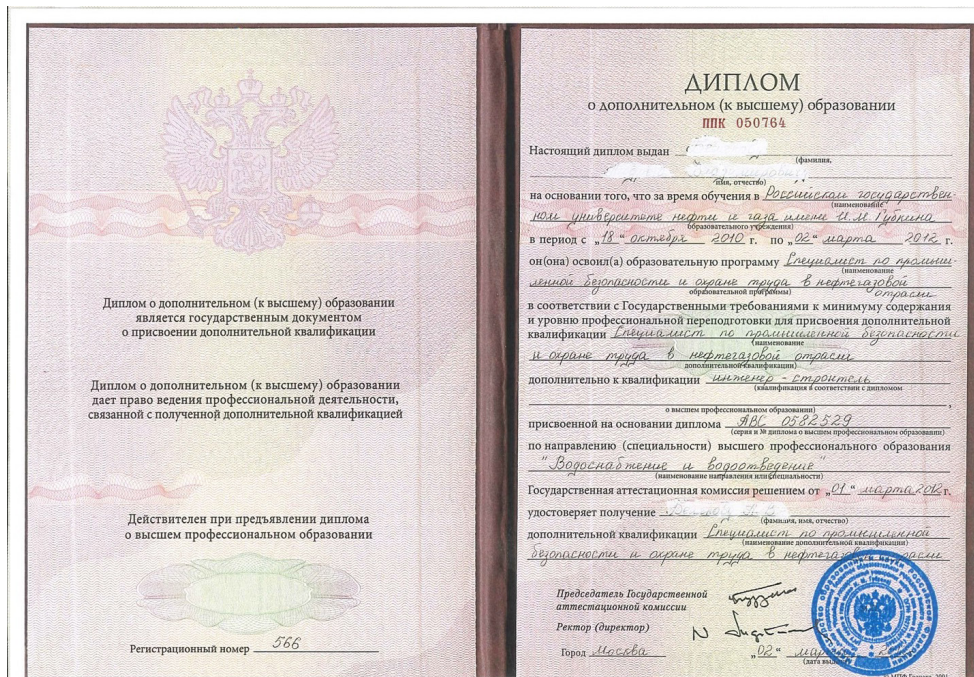 Диплом о дополнительном (к высшему) образовании
является государственным документом
о присвоении дополнительной квалификации
Диплом о дополнительном (к высшему) образовании
дает право ведения профессиональной деятельности,
связанной с полученной дополнительной квалификацией
Действителен при предъявлении диплома
о высшем профессиональном образовании
Регистрационный номер 566
ДИПЛОМ
о дополнительном (к высшему) образовании
ППК 050764
Настоящий диплом выдан
(фамилия,
имя, отчество)
на основании того, что за время обучения в Российском государствен-
(наименование
ном университете нефти и газа имени И.М. Губкина
образовательного учреждения)
в период с „18“ октября 2010 г. по „02“ марта 2012 г.
он(она) освоил(а) образовательную программу Специалист по промыш-
(наименование
ленной безопасности и охране труда в нефтегазовой
образовательной программы)
отрасли
в соответствии с Государственными требованиями к минимуму содержания
и уровню профессиональной переподготовки для присвоения дополнительной
квалификации Специалист по промышленной безопасности
(наименование
и охране труда в нефтегазовой отрасли
дополнительной квалификации)
дополнительно к квалификации инженер - строитель
(квалификация в соответствии с дипломом
,
о высшем профессиональном образовании)
присвоенной на основании диплома АВС 0582529
(серия и № диплома о высшем профессиональном образовании)
по направлению (специальности) высшего профессионального образования
"Водоснабжение и водоотведение"
(наименование направления или специальности)
Государственная аттестационная комиссия решением от „01“ марта 2012 г.
удостоверяет получение
(фамилия, имя, отчество)
дополнительной квалификации Специалист по промышленной
(наименование дополнительной квалификации)
безопасности и охране труда в нефтегазовой отрасли
Председатель Государственной
аттестационной комиссии
Ректор (директор)
Город Москва „02“
(дата выдачи)